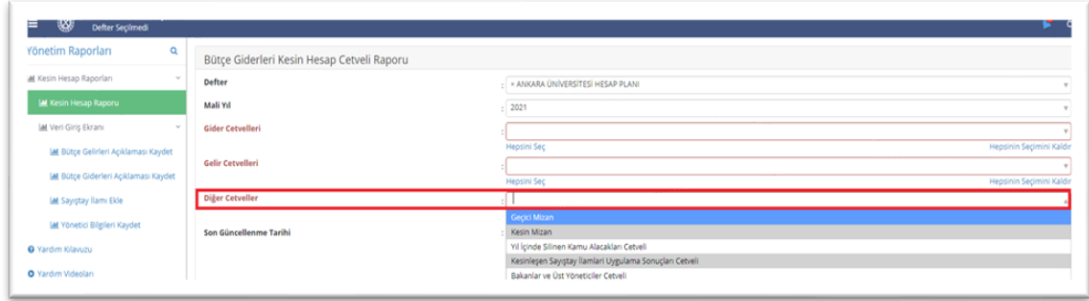 Defter Seçilmedi
Yönetim Raporları
Kesin Hesap Raporları
Kesin Hesap Raporu
Veri Giriş Ekranı
Bütçe Gelirleri Açıklaması Kaydet
Bütçe Giderleri Açıklaması Kaydet
Sayıştay İlamı Ekle
Yönetici Bilgileri Kaydet
Yardım Kılavuzu
Yardım Videoları
Bütçe Giderleri Kesin Hesap Cetveli Raporu
Defter : × ANKARA ÜNİVERSİTESİ HESAP PLANI
Mali Yıl : 2021
Gider Cetvelleri :
Hepsini Seç Hepsinin Seçimini Kaldır
Gelir Cetvelleri :
Hepsini Seç Hepsinin Seçimini Kaldır
Diğer Cetveller :
Geçici Mizan
Son Güncellenme Tarihi : Kesin Mizan
Yıl İçinde Silinen Kamu Alacakları Cetveli
Kesinleşen Sayıştay İlamları Uygulama Sonuçları Cetveli
Bakanlar ve Üst Yöneticiler Cetveli